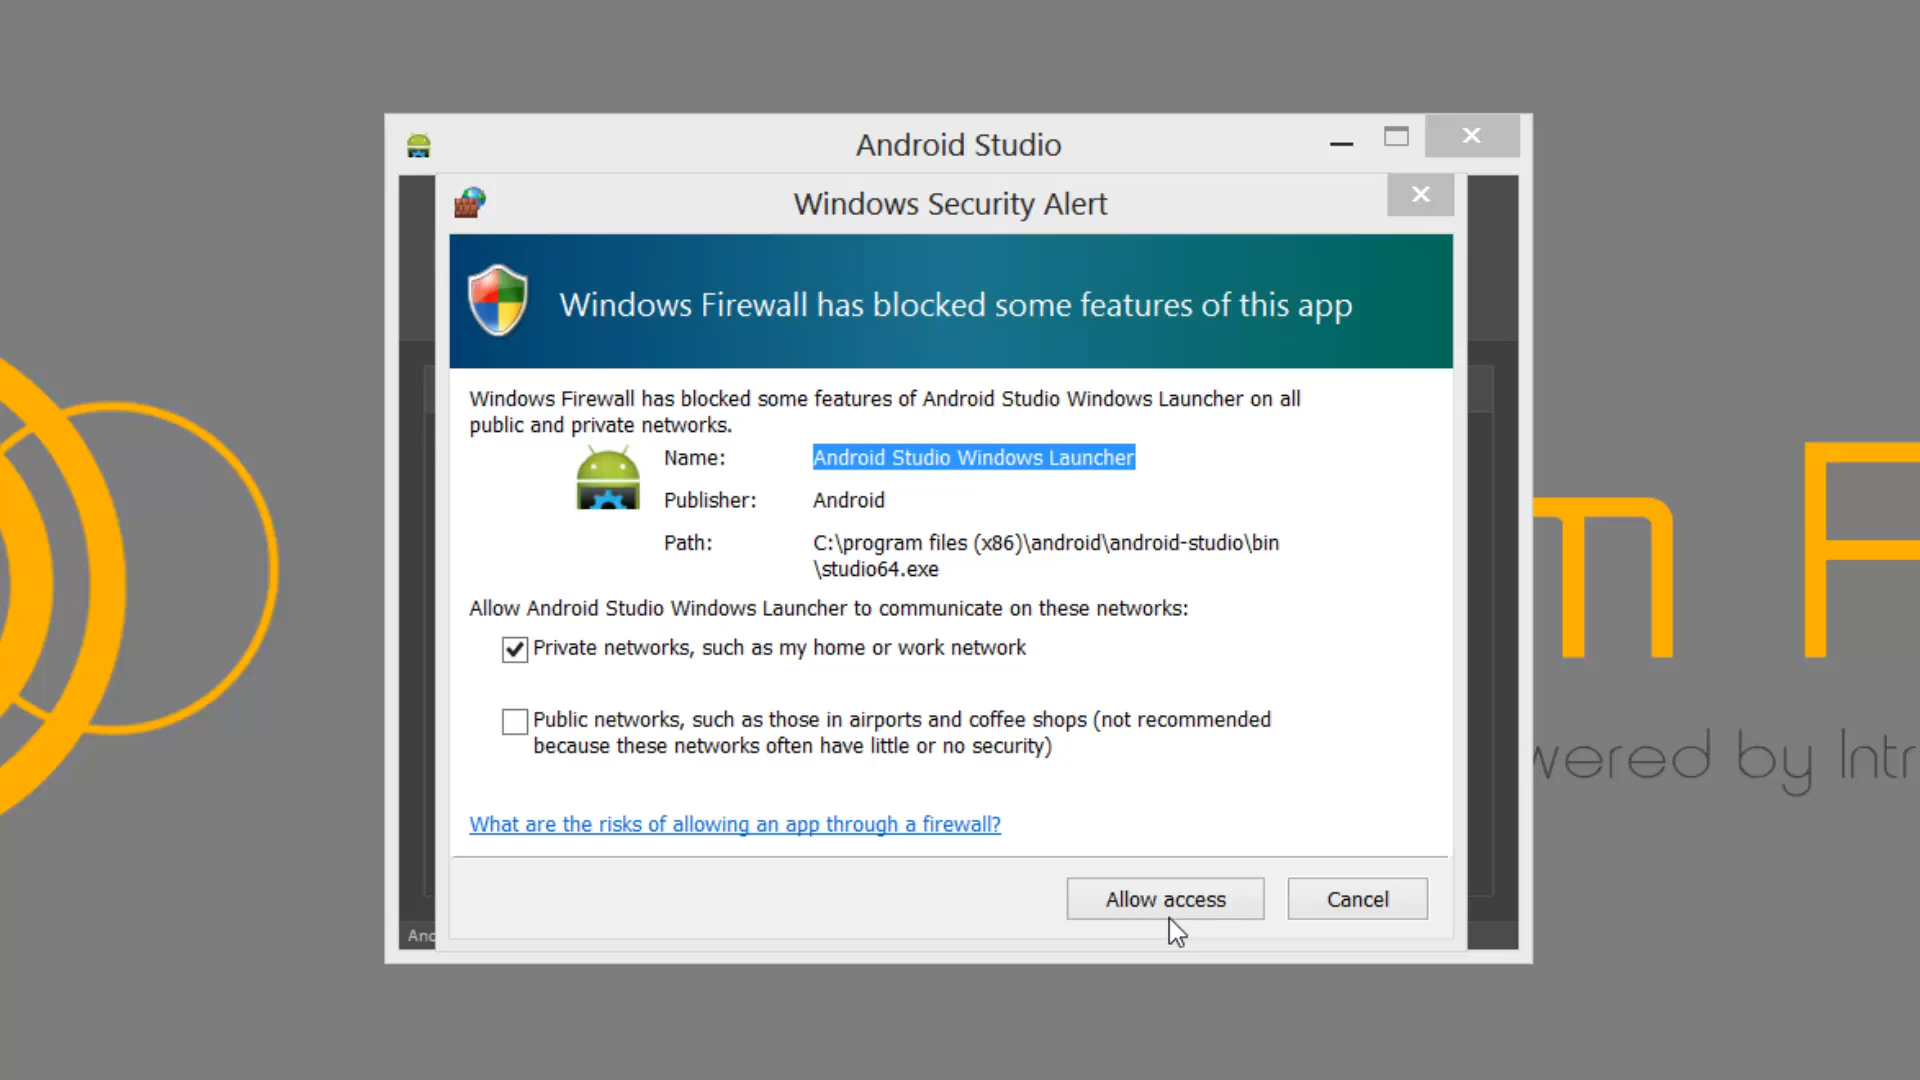 Android Studio
Windows Security Alert
Windows Firewall has blocked some features of this app
Windows Firewall has blocked some features of Android Studio Windows Launcher on all
public and private networks.
Name: Android Studio Windows Launcher
Publisher: Android
Path: C:\program files (x86)\android\android-studio\bin
\studio64.exe
Allow Android Studio Windows Launcher to communicate on these networks:
Private networks, such as my home or work network
Public networks, such as those in airports and coffee shops (not recommended
because these networks often have little or no security)
wered by Intr
What are the risks of allowing an app through a firewall?
Allow access Cancel